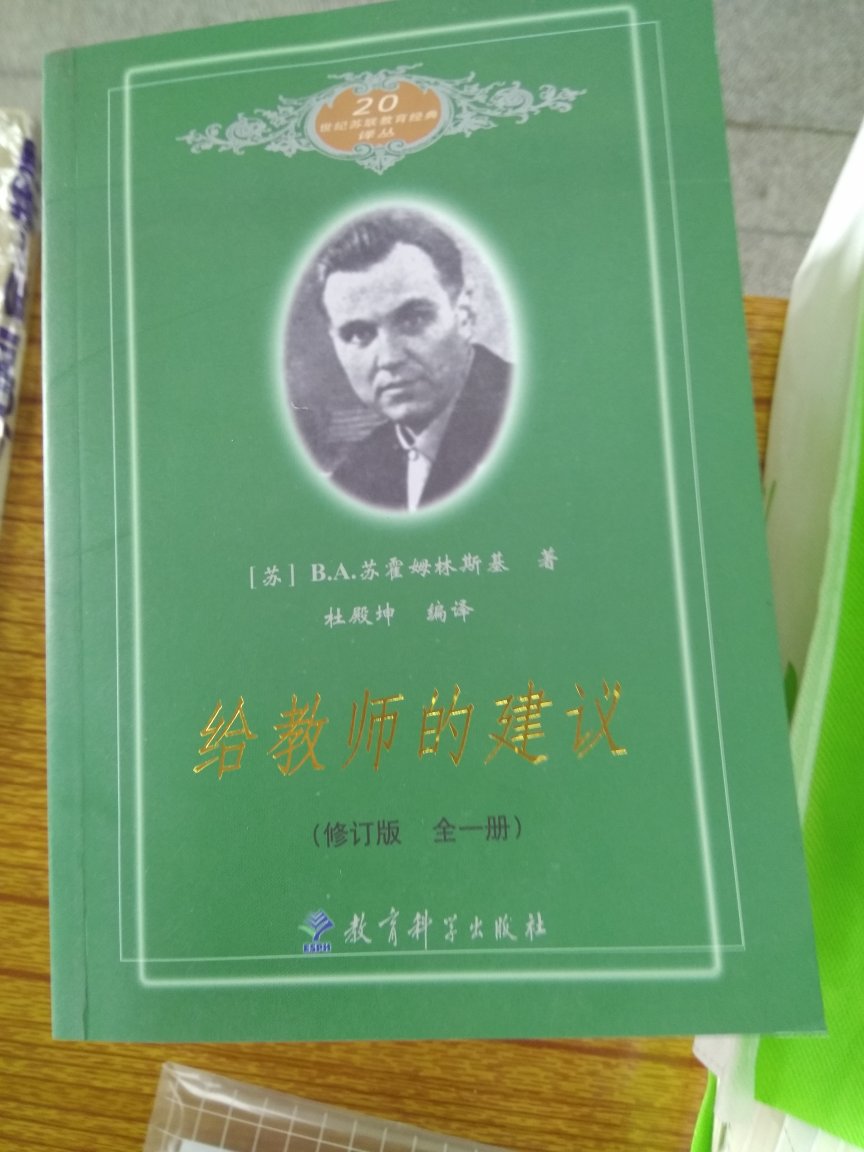 20
世纪苏联教育经典
译丛
[苏] B.A.苏霍姆林斯基 著
杜殿坤 编译
给教师的建议
(修订版 全一册)
ESPH
教育科学出版社